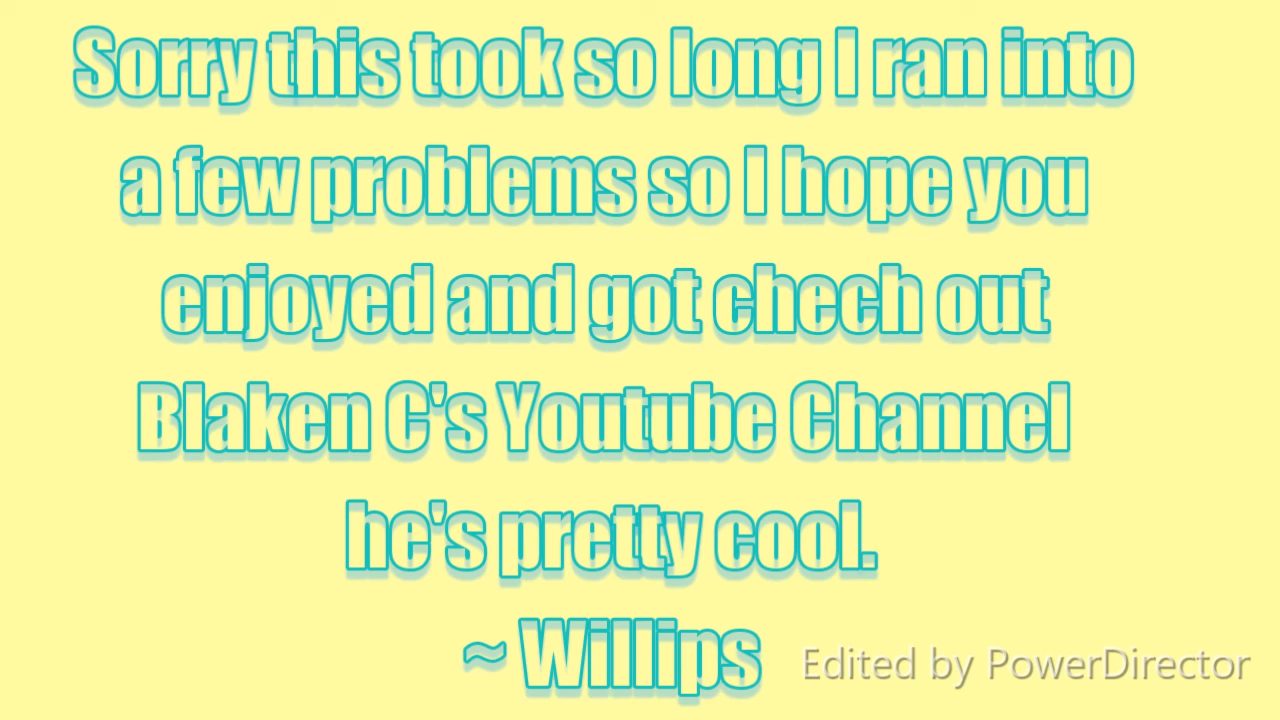 Sorry this took so long I ran into
a few problems so I hope you
enjoyed and got chech out
Blaken C's Youtube Channel
he's pretty cool.
~ Willips
Edited by PowerDirector